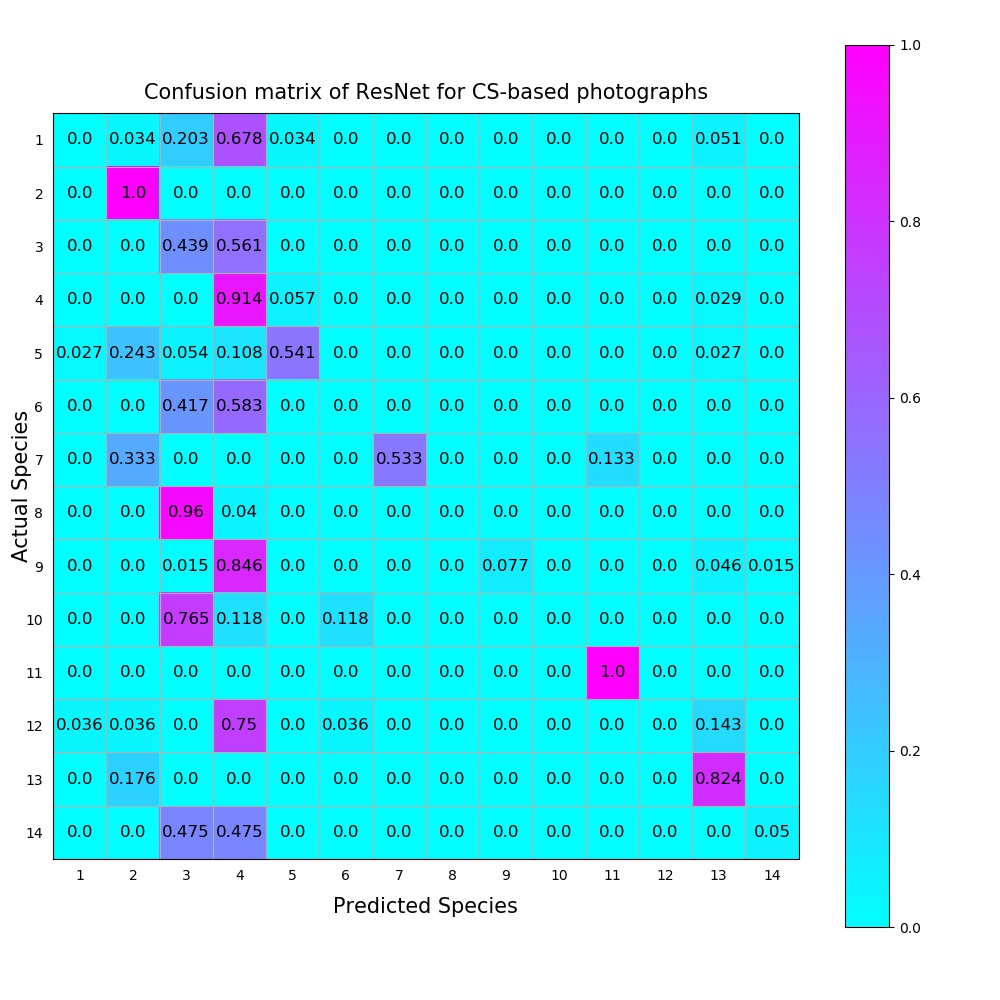 Confusion matrix of ResNet for CS-based photographs
1.0
1 0.0 0.034 0.203 0.678 0.034 0.0 0.0 0.0 0.0 0.0 0.0 0.0 0.051 0.0
2 0.0 1.0 0.0 0.0 0.0 0.0 0.0 0.0 0.0 0.0 0.0 0.0 0.0 0.0
0.8
3 0.0 0.0 0.439 0.561 0.0 0.0 0.0 0.0 0.0 0.0 0.0 0.0 0.0 0.0
4 0.0 0.0 0.0 0.914 0.057 0.0 0.0 0.0 0.0 0.0 0.0 0.0 0.029 0.0
5 0.027 0.243 0.054 0.108 0.541 0.0 0.0 0.0 0.0 0.0 0.0 0.0 0.027 0.0
0.6
6 0.0 0.0 0.417 0.583 0.0 0.0 0.0 0.0 0.0 0.0 0.0 0.0 0.0 0.0
Actual Species
7 0.0 0.333 0.0 0.0 0.0 0.0 0.533 0.0 0.0 0.0 0.133 0.0 0.0 0.0
8 0.0 0.0 0.96 0.04 0.0 0.0 0.0 0.0 0.0 0.0 0.0 0.0 0.0 0.0
9 0.0 0.0 0.015 0.846 0.0 0.0 0.0 0.0 0.077 0.0 0.0 0.0 0.046 0.015
0.4
10 0.0 0.0 0.765 0.118 0.0 0.118 0.0 0.0 0.0 0.0 0.0 0.0 0.0 0.0
11 0.0 0.0 0.0 0.0 0.0 0.0 0.0 0.0 0.0 0.0 1.0 0.0 0.0 0.0
12 0.036 0.036 0.0 0.75 0.0 0.036 0.0 0.0 0.0 0.0 0.0 0.0 0.143 0.0
0.2
13 0.0 0.176 0.0 0.0 0.0 0.0 0.0 0.0 0.0 0.0 0.0 0.0 0.824 0.0
14 0.0 0.0 0.475 0.475 0.0 0.0 0.0 0.0 0.0 0.0 0.0 0.0 0.0 0.05
1 2 3 4 5 6 7 8 9 10 11 12 13 14
Predicted Species
0.0